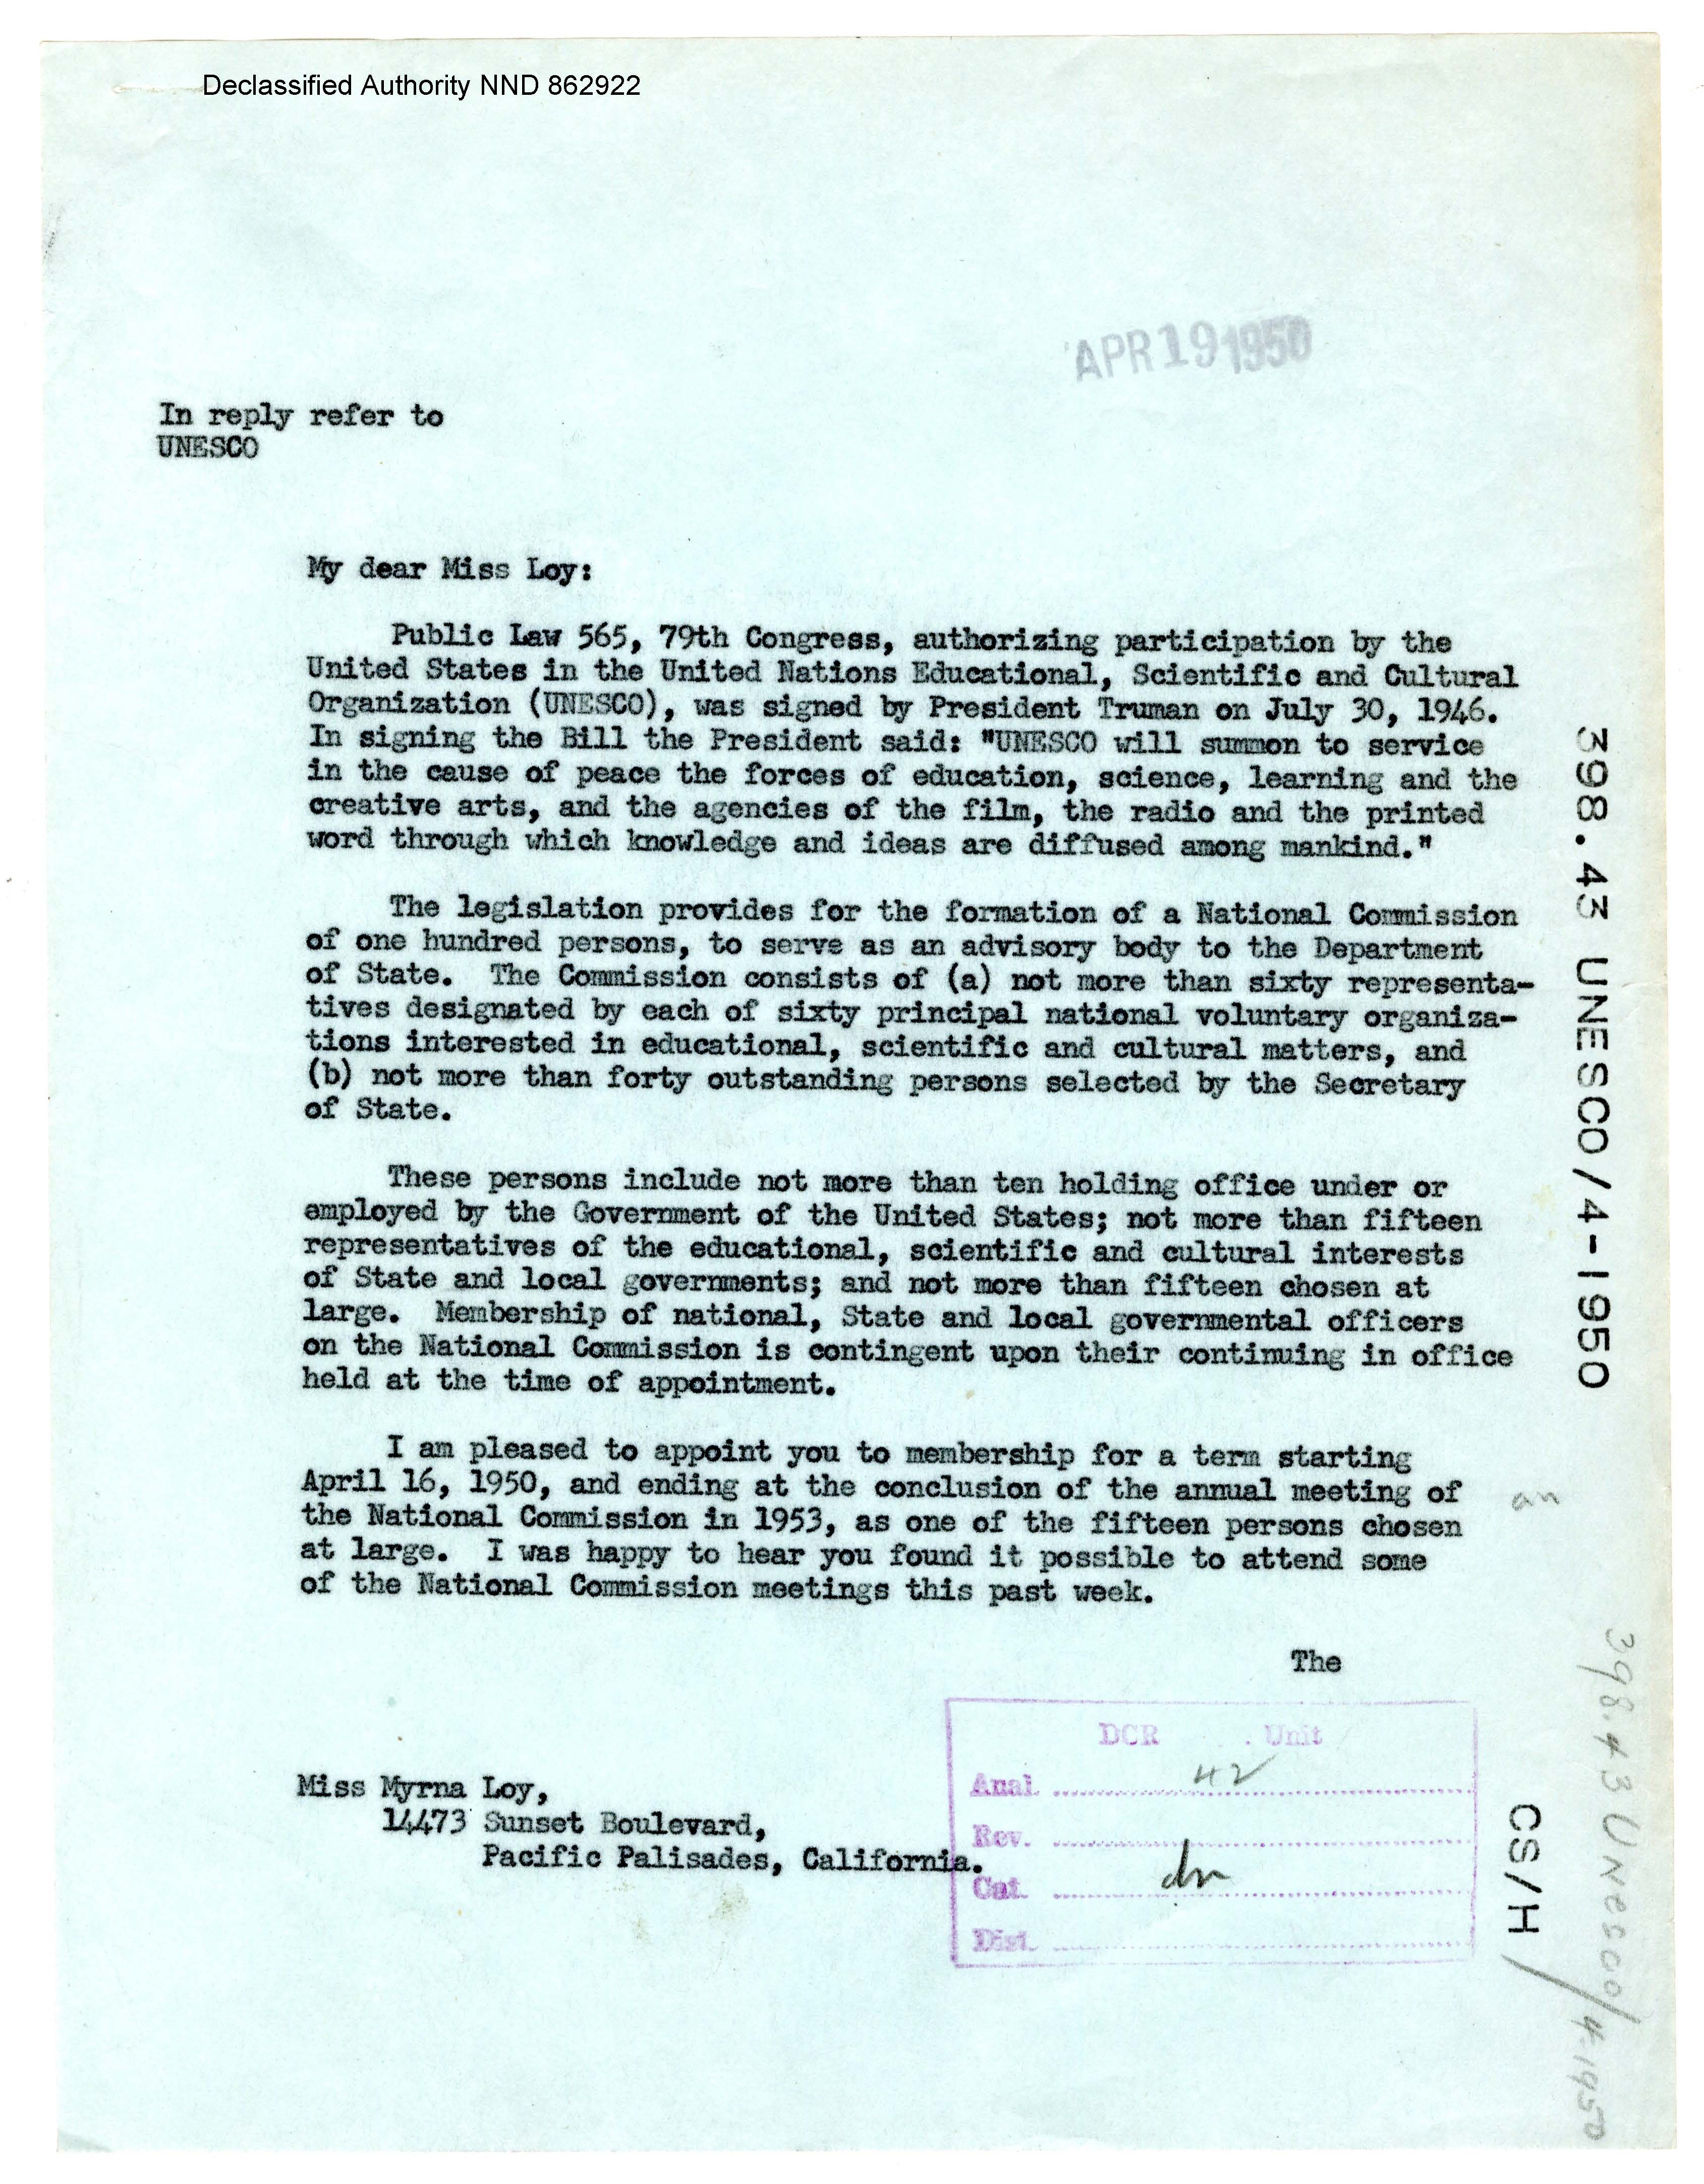 Declassified Authority NND 862922
APR 19 1950
In reply refer to
UNESCO
My dear Miss Loy:
Public Law 565, 79th Congress, authorizing participation by the
United States in the United Nations Educational, Scientific and Cultural
Organization (UNESCO), was signed by President Truman on July 30, 1946.
In signing the Bill the President said: "UNESCO will summon to service
in the cause of peace the forces of education, science, learning and the
creative arts, and the agencies of the film, the radio and the printed
word through which knowledge and ideas are diffused among mankind."
The legislation provides for the formation of a National Commission
of one hundred persons, to serve as an advisory body to the Department
of State. The Commission consists of (a) not more than sixty representa-
tives designated by each of sixty principal national voluntary organiza-
tions interested in educational, scientific and cultural matters, and
(b) not more than forty outstanding persons selected by the Secretary
of State.
These persons include not more than ten holding office under or
employed by the Government of the United States; not more than fifteen
representatives of the educational, scientific and cultural interests
of State and local governments; and not more than fifteen chosen at
large. Membership of national, State and local governmental officers
on the National Commission is contingent upon their continuing in office
held at the time of appointment.
I am pleased to appoint you to membership for a term starting
April 16, 1950, and ending at the conclusion of the annual meeting of
the National Commission in 1953, as one of the fifteen persons chosen
at large. I was happy to hear you found it possible to attend some
of the National Commission meetings this past week.
The
Miss Myrna Loy,
14473 Sunset Boulevard,
Pacific Palisades, California.
DCR Unit
Anal. 42
Rev.
Cat. dn
Dist.
398.43 UNESCO/4-1950
CS/H
398.43 UNESCO/4-1950